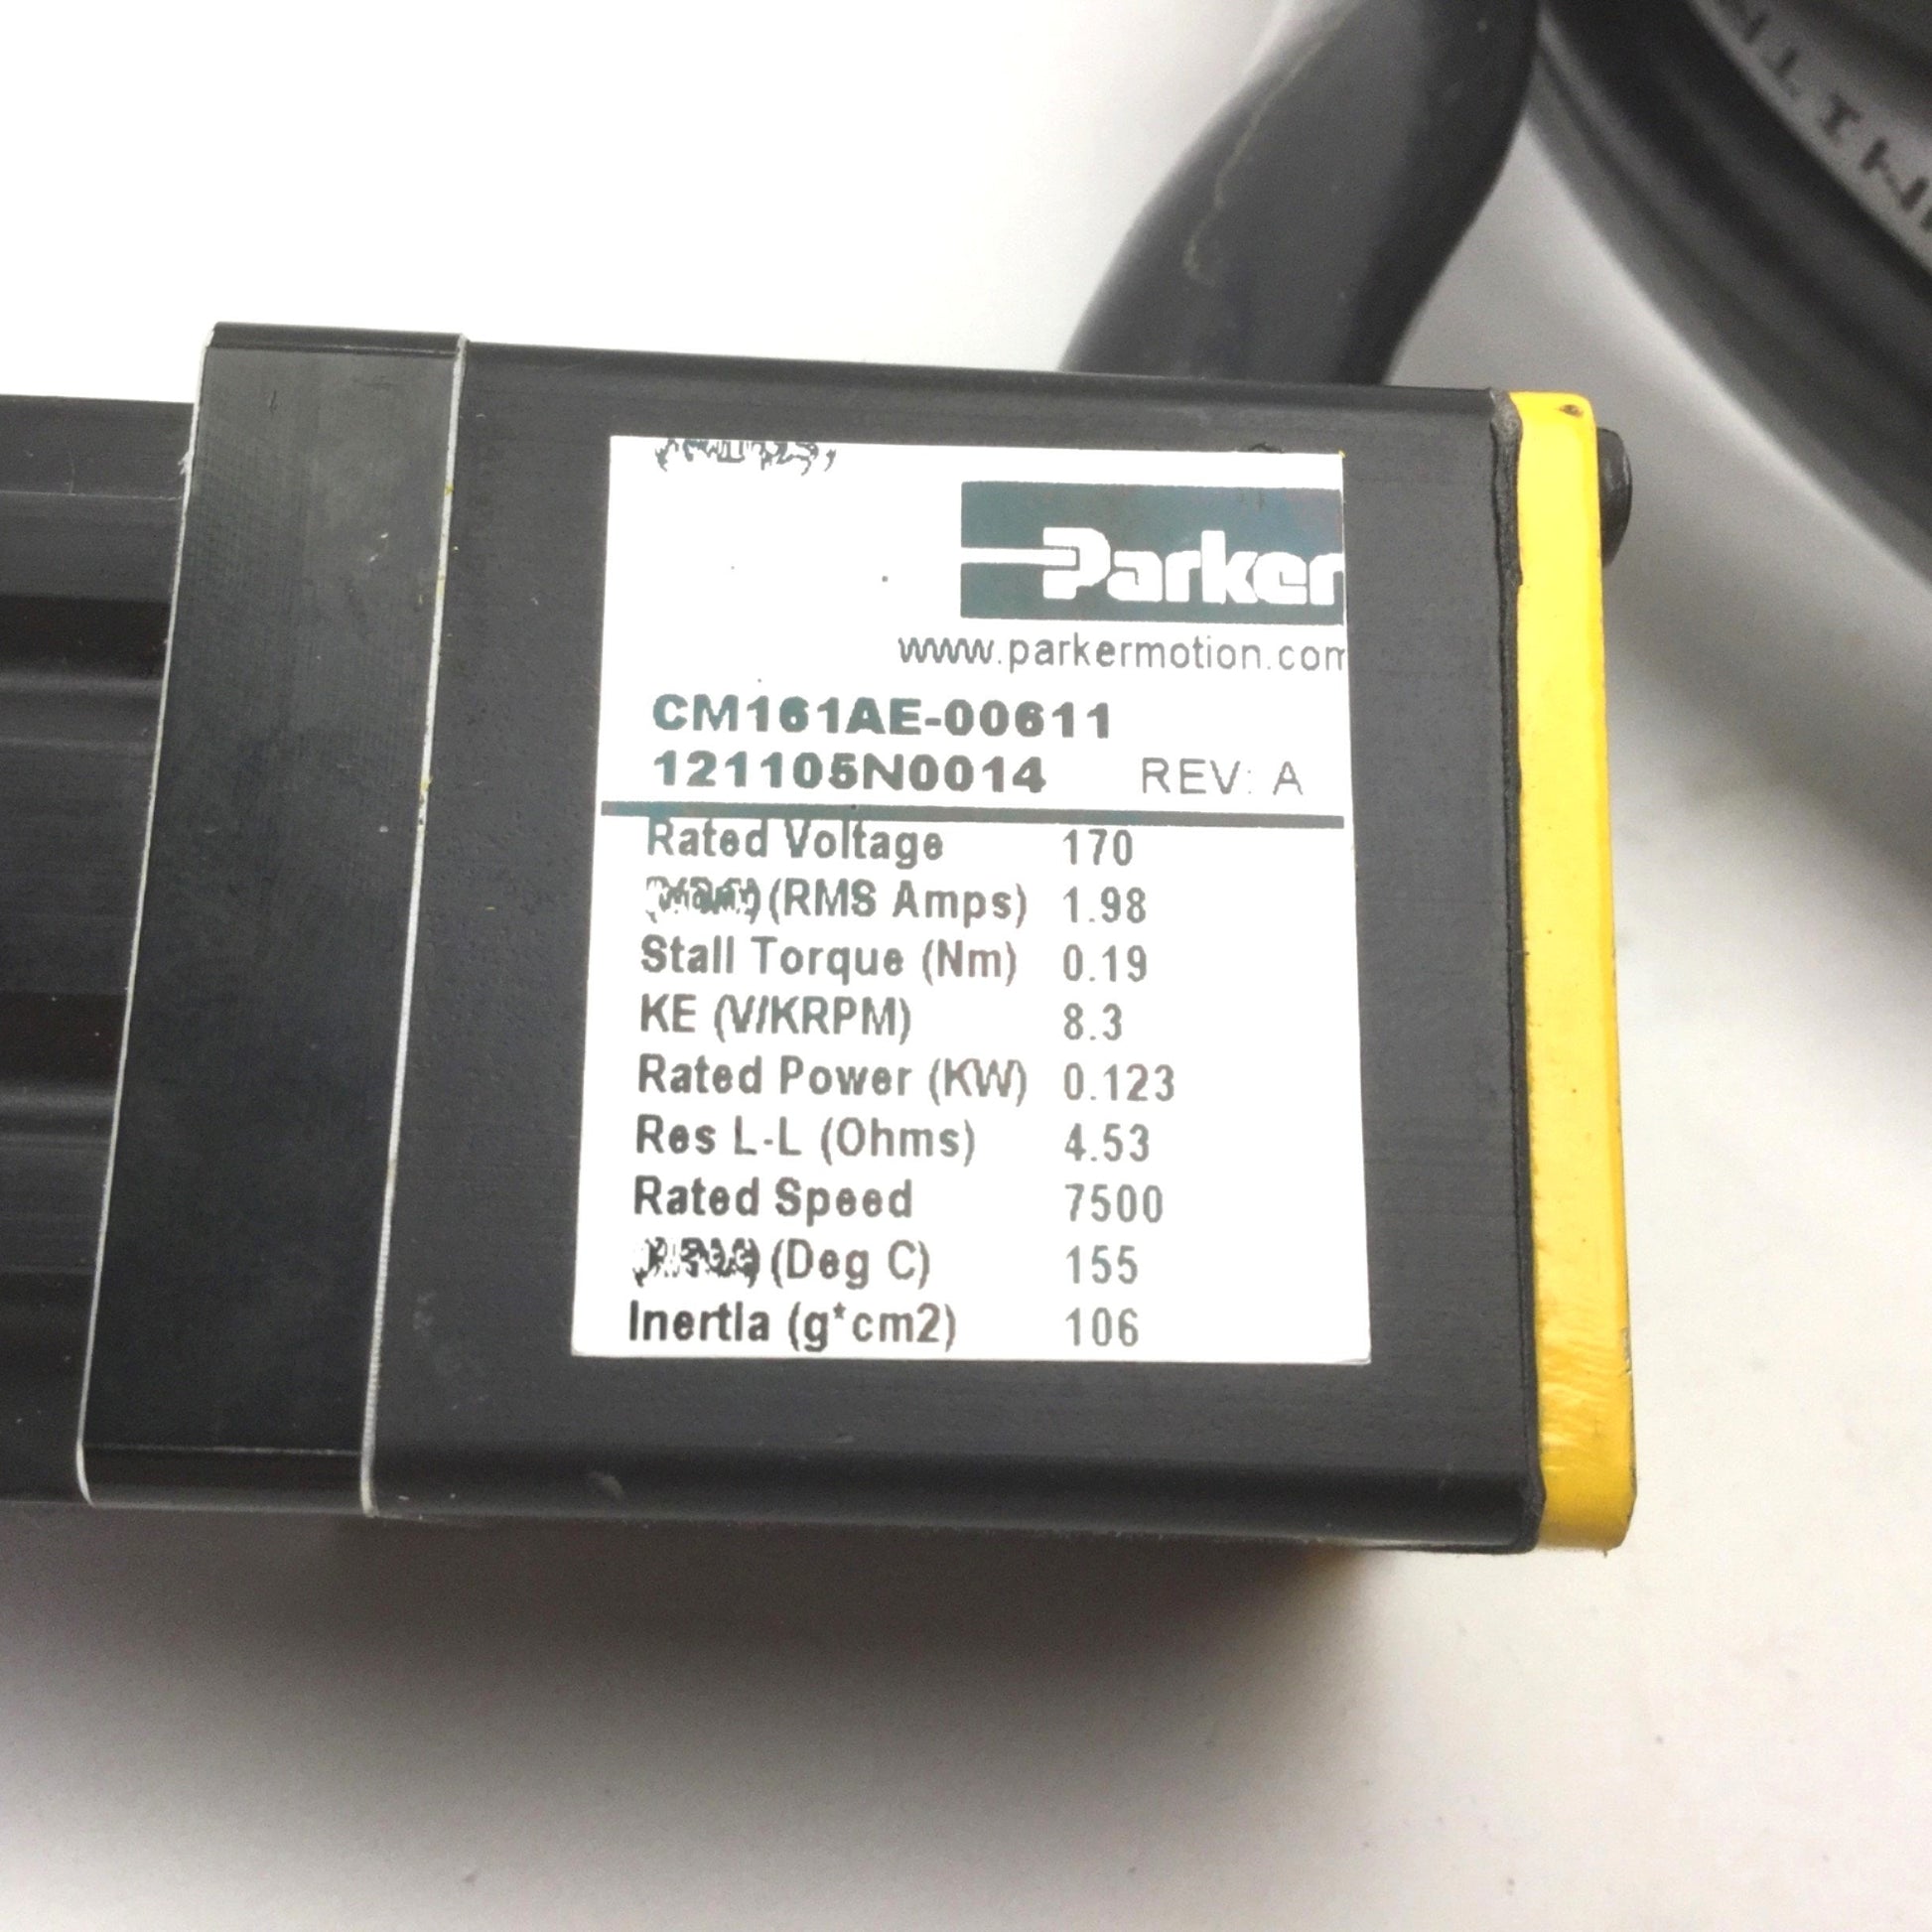 Parker
www.parkermotion.com
CM161AE-00611
121105N0014 REV: A
Rated Voltage 170
(RMS Amps) 1.98
Stall Torque (Nm) 0.19
KE (V/KRPM) 8.3
Rated Power (KW) 0.123
Res L-L (Ohms) 4.53
Rated Speed 7500
(Deg C) 155
Inertia (g*cm2) 106